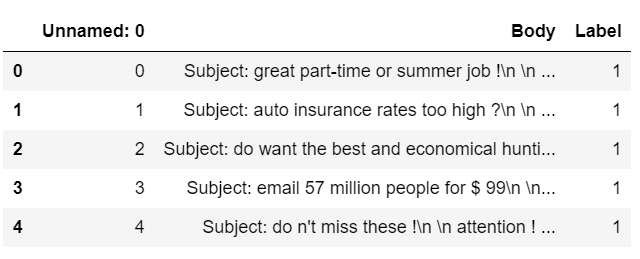 Unnamed: 0 Body Label
0 0 Subject: great part-time or summer job !\n \n ... 1
1 1 Subject: auto insurance rates too high ?\n \n ... 1
2 2 Subject: do want the best and economical hunti... 1
3 3 Subject: email 57 million people for $ 99\n \n... 1
4 4 Subject: do n't miss these !\n \n attention ! ... 1